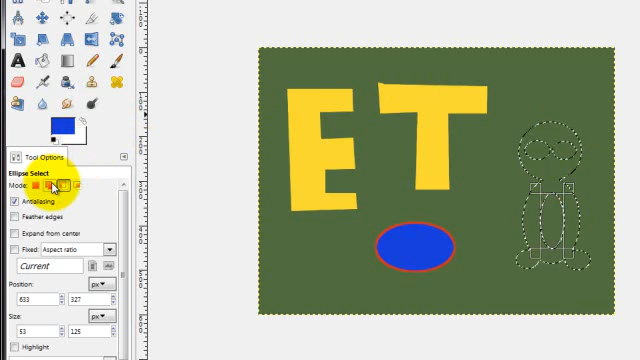 E T
Tool Options
Ellipse Select
Mode:
Antialiasing
Feather edges
Expand from center
Fixed: Aspect ratio
Current
Position: px
633 327
Size: px
53 125
Highlight